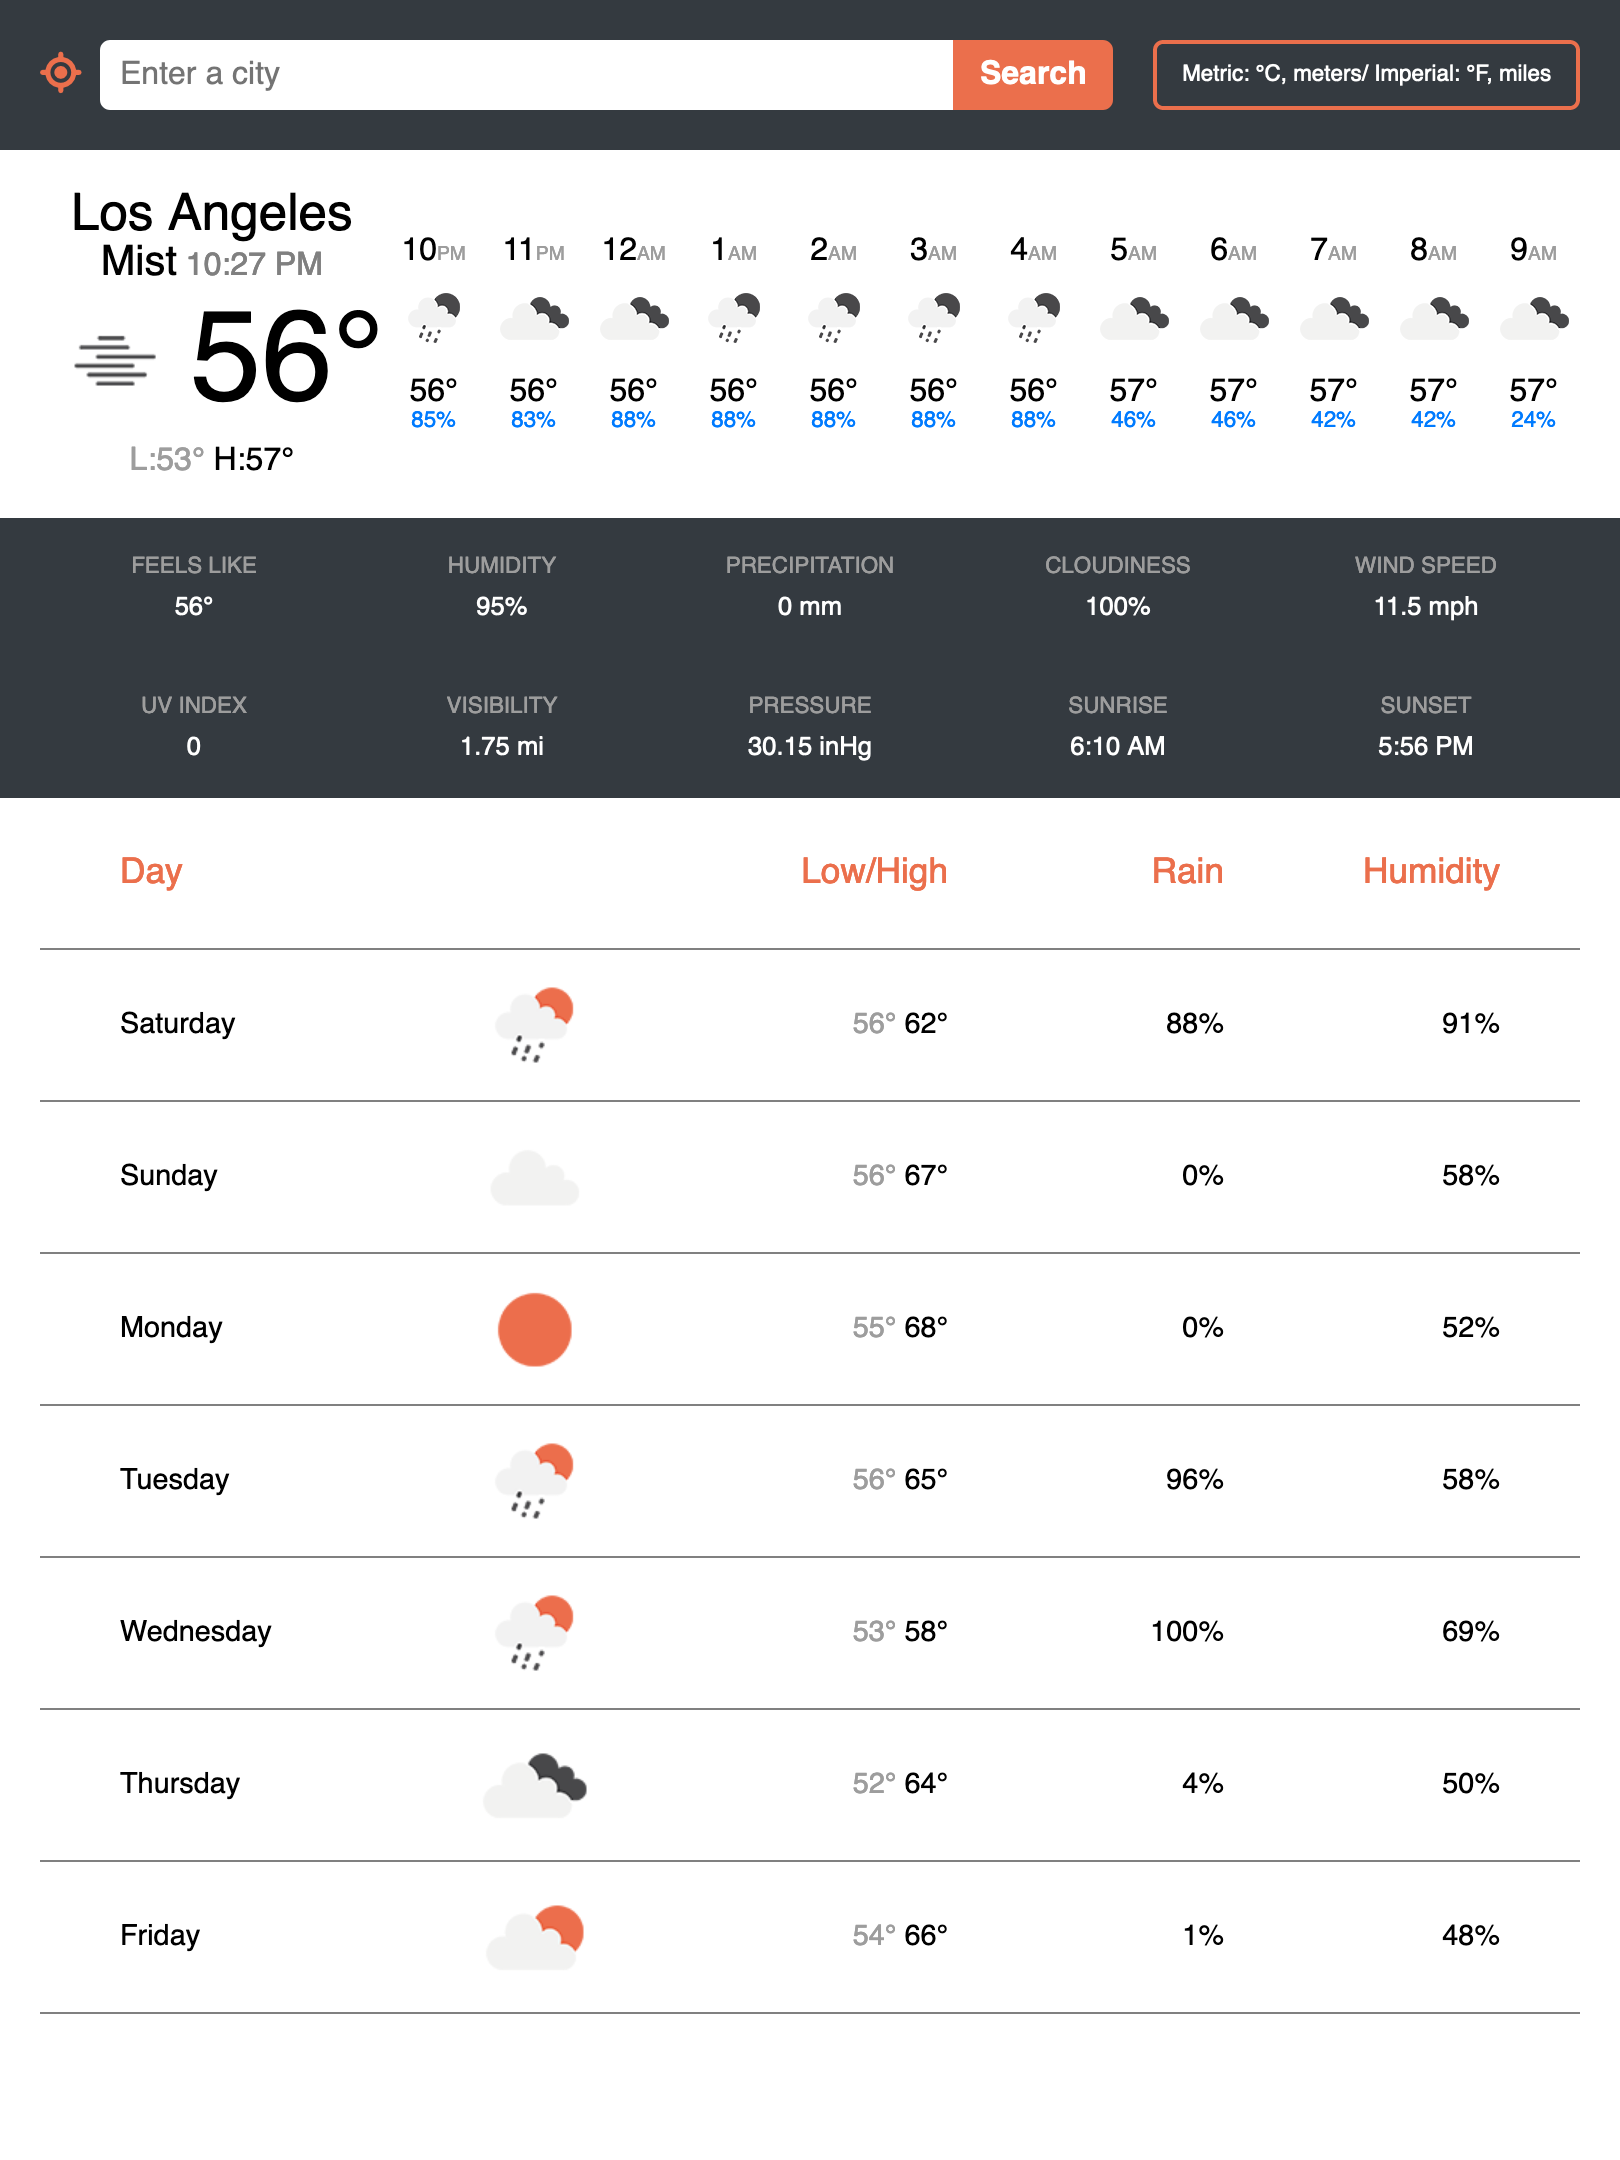 Enter a city
Search
Metric: °C, meters/ Imperial: °F, miles
Los Angeles
Mist 10:27 PM
56°
L:53° H:57°
10PM 11PM 12AM 1AM 2AM 3AM 4AM 5AM 6AM 7AM 8AM 9AM
56° 56° 56° 56° 56° 56° 56° 57° 57° 57° 57° 57°
85% 83% 88% 88% 88% 88% 88% 46% 46% 42% 42% 24%
FEELS LIKE HUMIDITY PRECIPITATION CLOUDINESS WIND SPEED
56° 95% 0 mm 100% 11.5 mph
UV INDEX VISIBILITY PRESSURE SUNRISE SUNSET
0 1.75 mi 30.15 inHg 6:10 AM 5:56 PM
Day Low/High Rain Humidity
Saturday 56° 62° 88% 91%
Sunday 56° 67° 0% 58%
Monday 55° 68° 0% 52%
Tuesday 56° 65° 96% 58%
Wednesday 53° 58° 100% 69%
Thursday 52° 64° 4% 50%
Friday 54° 66° 1% 48%